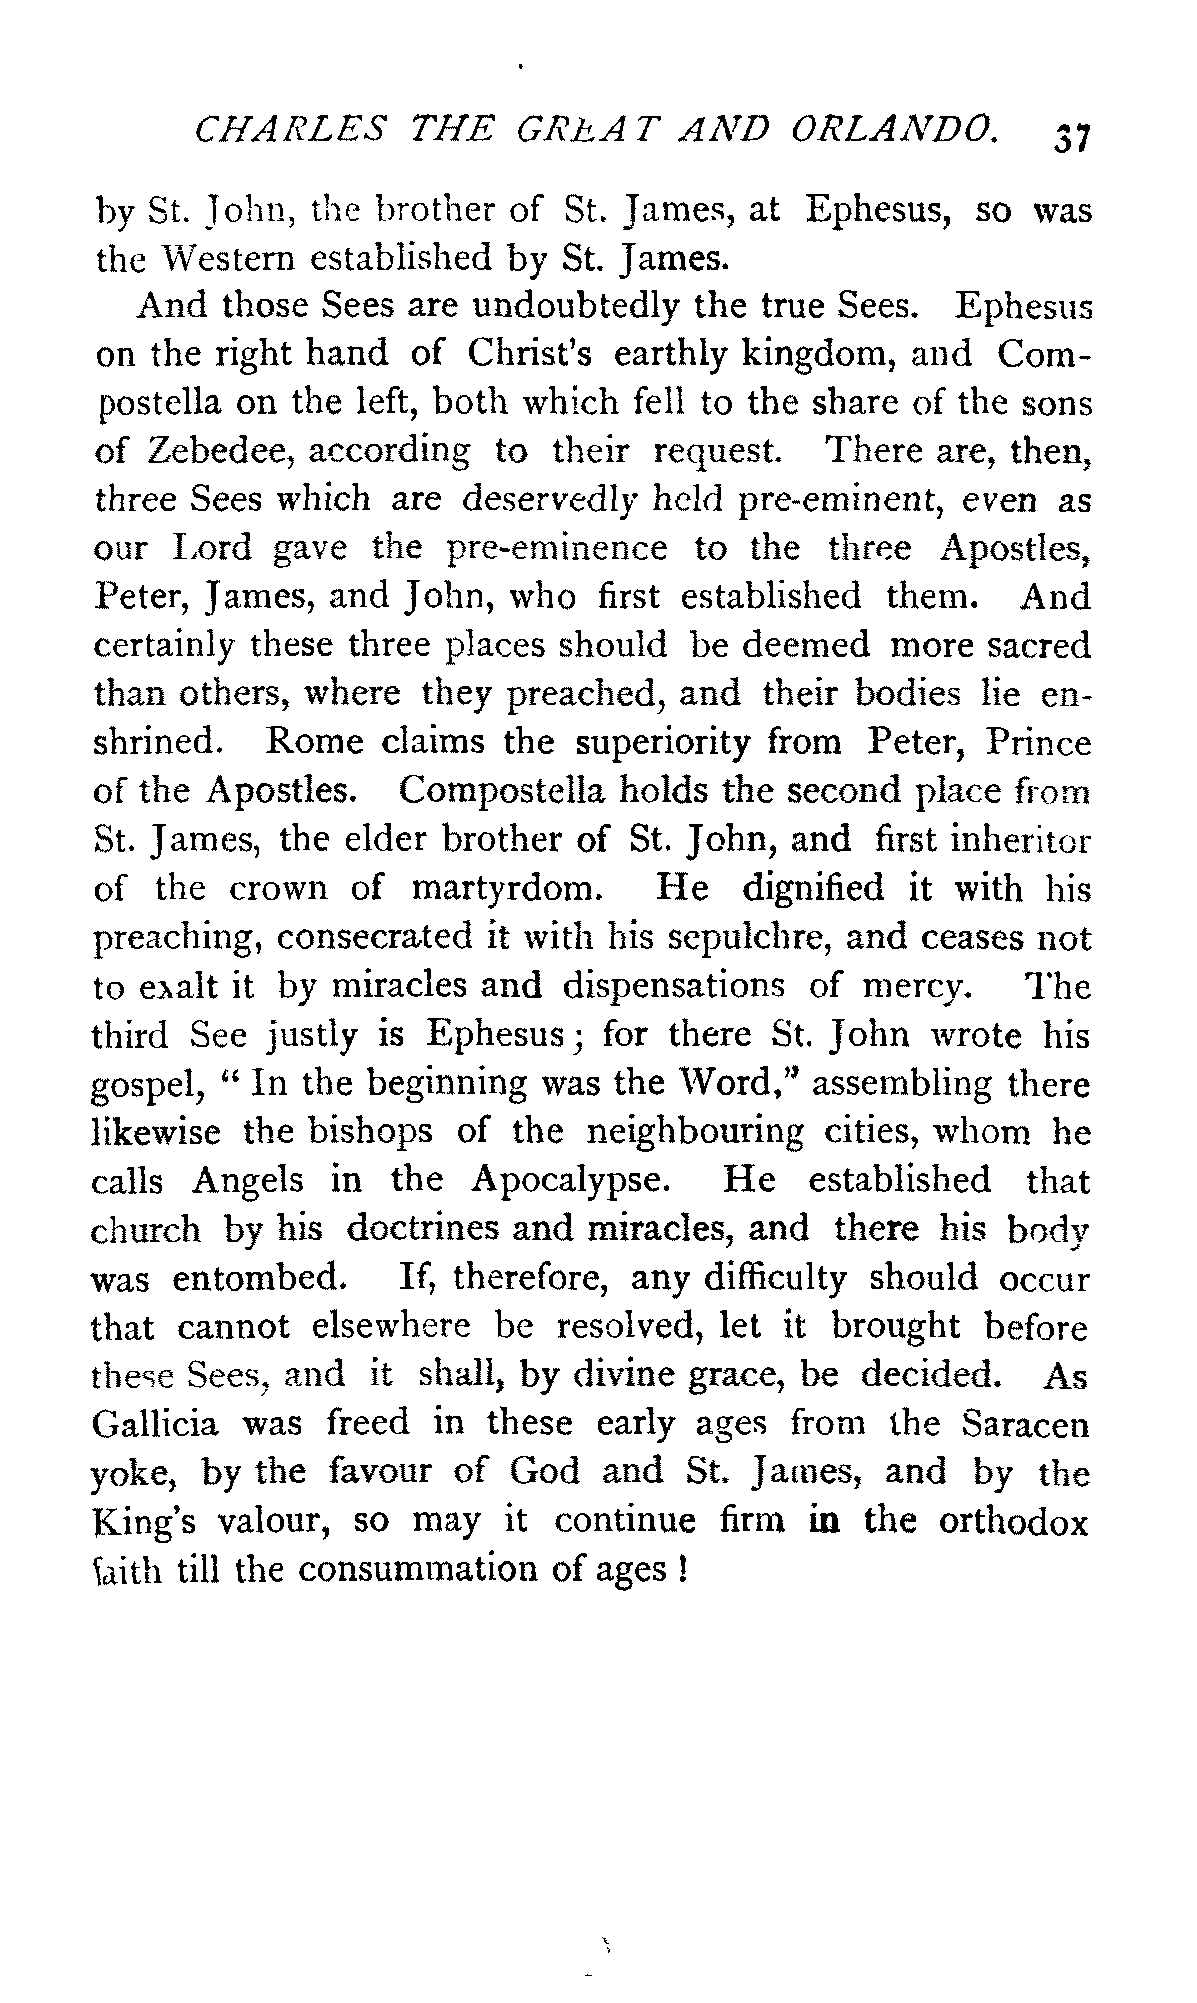 CHARLES THE GREAT AND ORLANDO. 37
by St. John, the brother of St. James, at Ephesus, so was
the Western established by St. James.
And those Sees are undoubtedly the true Sees. Ephesus
on the right hand of Christ's earthly kingdom, and Com-
postella on the left, both which fell to the share of the sons
of Zebedee, according to their request. There are, then,
three Sees which are deservedly held pre-eminent, even as
our Lord gave the pre-eminence to the three Apostles,
Peter, James, and John, who first established them. And
certainly these three places should be deemed more sacred
than others, where they preached, and their bodies lie en-
shrined. Rome claims the superiority from Peter, Prince
of the Apostles. Compostella holds the second place from
St. James, the elder brother of St. John, and first inheritor
of the crown of martyrdom. He dignified it with his
preaching, consecrated it with his sepulchre, and ceases not
to exalt it by miracles and dispensations of mercy. The
third See justly is Ephesus; for there St. John wrote his
gospel, "In the beginning was the Word," assembling there
likewise the bishops of the neighbouring cities, whom he
calls Angels in the Apocalypse. He established that
church by his doctrines and miracles, and there his body
was entombed. If, therefore, any difficulty should occur
that cannot elsewhere be resolved, let it brought before
these Sees, and it shall, by divine grace, be decided. As
Gallicia was freed in these early ages from the Saracen
yoke, by the favour of God and St. James, and by the
King's valour, so may it continue firm in the orthodox
faith till the consummation of ages!